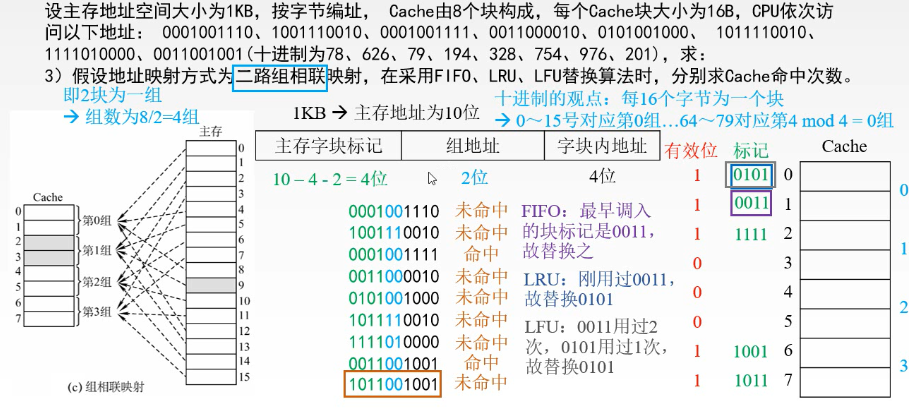 设主存地址空间大小为1KB，按字节编址， Cache由8个块构成，每个Cache块大小为16B，CPU依次访
问以下地址： 0001001110、1001110010、0001001111、0011000010、0101001000、 1011110010、
1111010000、0011001001(十进制为78、626、79、194、328、754、976、201)，求：
3）假设地址映射方式为二路组相联映射，在采用FIFO、LRU、LFU替换算法时，分别求Cache命中次数。
即2块为一组
→ 组数为8/2=4组
1KB → 主存地址为10位
十进制的观点：每16个字节为一个块
→ 0～15号对应第0组…64～79对应第4 mod 4 = 0组
主存字块标记 组地址 字块内地址
10 – 4 - 2 = 4位 2位 4位
有效位 标记 Cache
1 0101 0
1 0011 1
1 1111 2
0 3
0 4
0 5
1 1001 6
1 1011 7
0
1
2
3
0001001110 未命中
1001110010 未命中
0001001111 命中
0011000010 未命中
0101001000 未命中
1011110010 未命中
1111010000 未命中
0011001001 命中
1011001001 未命中
FIFO：最早调入
的块标记是0011，
故替换之
LRU：刚用过0011，
故替换0101
LFU：0011用过2
次，0101用过1次，
故替换0101
主存
0
1
2
3
4
5
6
7
8
9
10
11
12
13
14
15
Cache
0
1
2
3
4
5
6
7
第0组
第1组
第2组
第3组
(c) 组相联映射